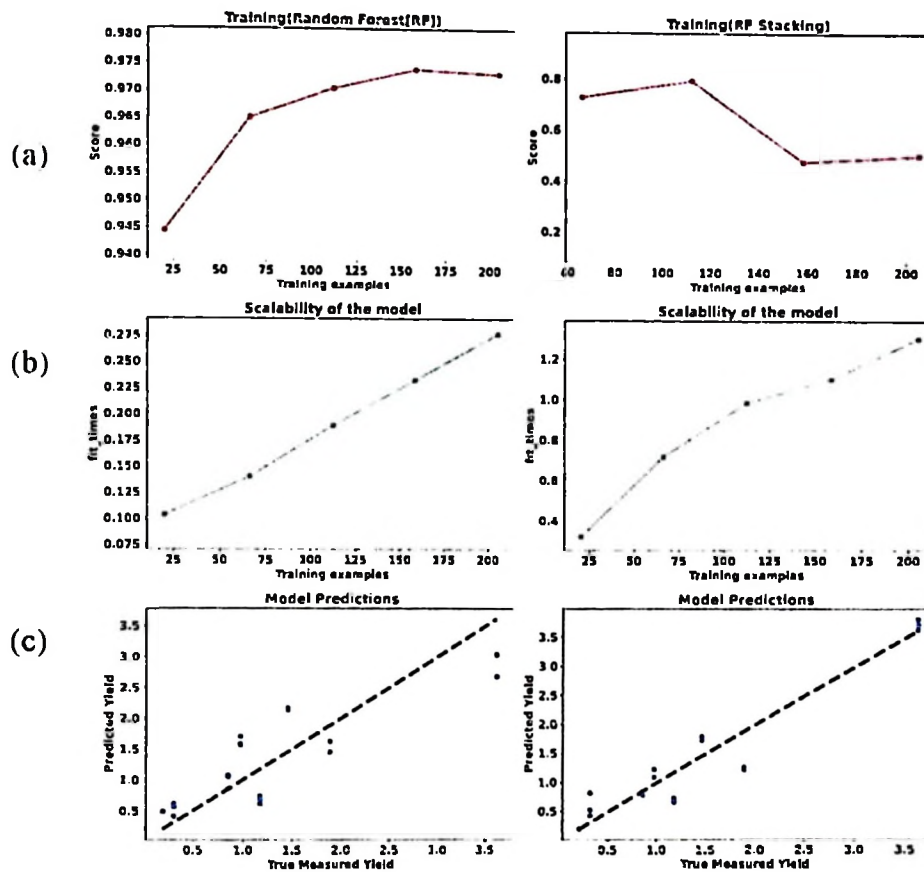 (a)
Training(Random Forest[RF])
0.980
0.975
0.970
0.965
0.960
0.955
0.950
0.945
0.940
Score
25 50 75 100 125 150 175 200
Training examples
Training(RF Stacking)
0.8
0.6
0.4
0.2
Score
60 80 100 120 140 160 180 200
Training examples
(b)
Scalability of the model
0.275
0.250
0.225
0.200
0.175
0.150
0.125
0.100
0.075
fit_times
25 50 75 100 125 150 175 200
Training examples
Scalability of the model
1.2
1.0
0.8
0.6
0.4
fit_times
25 50 75 100 125 150 175 200
Training examples
(c)
Model Predictions
3.5
3.0
2.5
2.0
1.5
1.0
0.5
Predicted Yield
0.5 1.0 1.5 2.0 2.5 3.0 3.5
True Measured Yield
Model Predictions
3.5
3.0
2.5
2.0
1.5
1.0
0.5
Predicted Yield
0.5 1.0 1.5 2.0 2.5 3.0 3.5
True Measured Yield